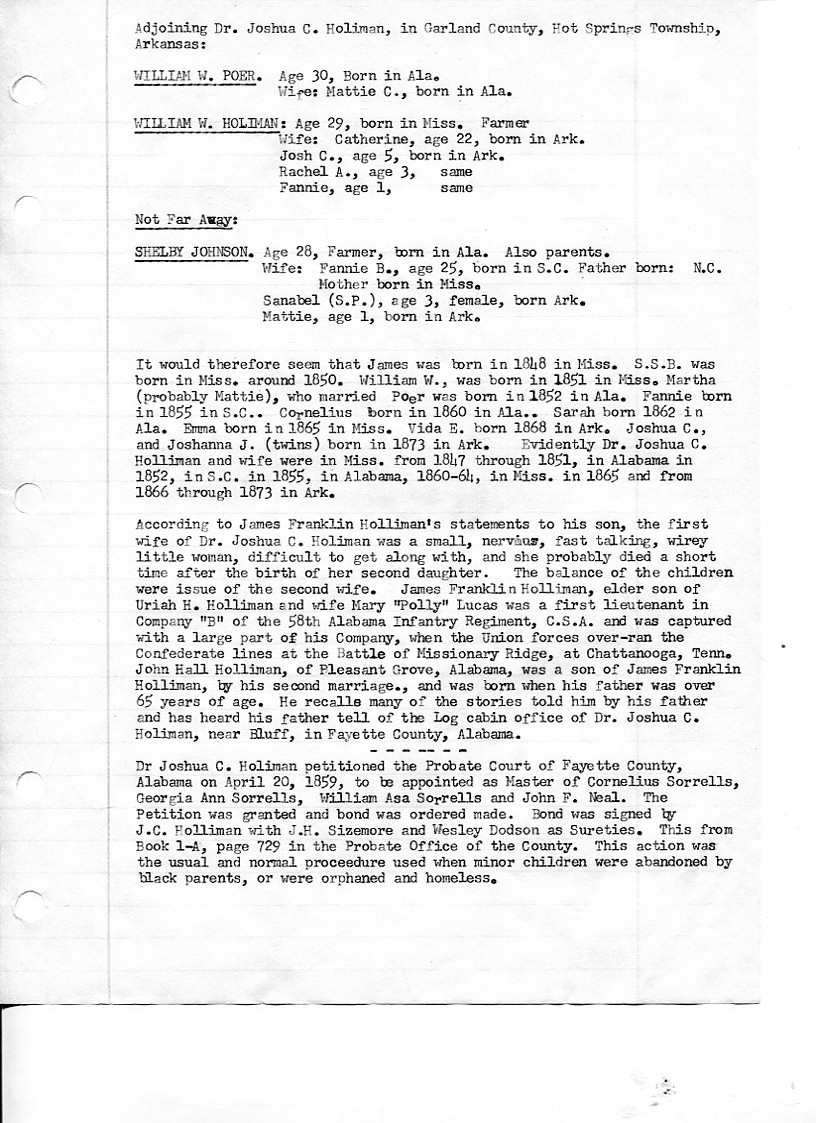 Adjoining Dr. Joshua C. Holiman, in Garland County, Hot Springs Township,
Arkansas:
WILLIAM W. POER. Age 30, Born in Ala.
Wife: Mattie C., born in Ala.
WILLIAM W. HOLIMAN: Age 29, born in Miss. Farmer
Wife: Catherine, age 22, born in Ark.
Josh C., age 5, born in Ark.
Rachel A., age 3, same
Fannie, age 1, same
Not Far Away:
SHELBY JOHNSON. Age 28, Farmer, born in Ala. Also parents.
Wife: Fannie B., age 25, born in S.C. Father born: N.C.
Mother born in Miss.
Sanabel (S.P.), age 3, female, born Ark.
Mattie, age 1, born in Ark.
It would therefore seem that James was born in 1848 in Miss. S.S.B. was
born in Miss. around 1850. William W., was born in 1851 in Miss. Martha
(probably Mattie), who married Poer was born in 1852 in Ala. Fannie born
in 1855 in S.C.. Cornelius born in 1860 in Ala.. Sarah born 1862 in
Ala. Emma born in 1865 in Miss. Vida E. born 1868 in Ark. Joshua C.,
and Joshanna J. (twins) born in 1873 in Ark. Evidently Dr. Joshua C.
Holliman and wife were in Miss. from 1847 through 1851, in Alabama in
1852, in S.C. in 1855, in Alabama, 1860-64, in Miss. in 1865 and from
1866 through 1873 in Ark.
According to James Franklin Holliman's statements to his son, the first
wife of Dr. Joshua C. Holiman was a small, nervous, fast talking, wirey
little woman, difficult to get along with, and she probably died a short
time after the birth of her second daughter. The balance of the children
were issue of the second wife. James Franklin Holliman, elder son of
Uriah H. Holliman and wife Mary "Polly" Lucas was a first lieutenant in
Company "B" of the 58th Alabama Infantry Regiment, C.S.A. and was captured
with a large part of his Company, when the Union forces over-ran the
Confederate lines at the Battle of Missionary Ridge, at Chattanooga, Tenn.
John Hall Holliman, of Pleasant Grove, Alabama, was a son of James Franklin
Holliman, by his second marriage., and was born when his father was over
65 years of age. He recalls many of the stories told him by his father
and has heard his father tell of the Log cabin office of Dr. Joshua C.
Holiman, near Bluff, in Fayette County, Alabama.
- - - - - - -
Dr Joshua C. Holiman petitioned the Probate Court of Fayette County,
Alabama on April 20, 1859, to be appointed as Master of Cornelius Sorrells,
Georgia Ann Sorrells, William Asa Sorrells and John F. Neal. The
Petition was granted and bond was ordered made. Bond was signed by
J.C. Holliman with J.H. Sizemore and Wesley Dodson as Sureties. This from
Book 1-A, page 729 in the Probate Office of the County. This action was
the usual and normal proceedure used when minor children were abandoned by
black parents, or were orphaned and homeless.